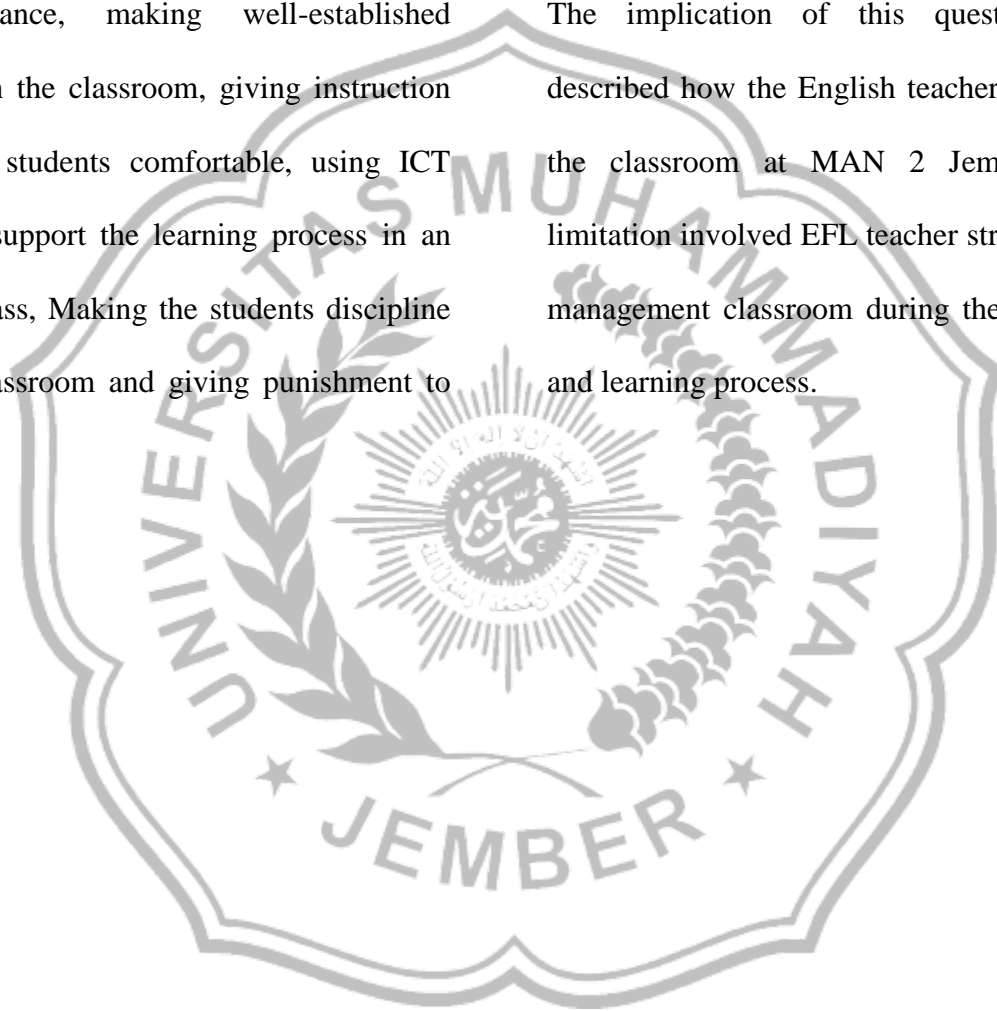 ance, making well-established
the classroom, giving instruction
students comfortable, using ICT
support the learning process in an
ass, Making the students discipline
assroom and giving punishment to
The implication of this quest
described how the English teacher
the classroom at MAN 2 Jem
limitation involved EFL teacher str
management classroom during the
and learning process.
UNIVERSITAS MUHAMMADIYAH
JEMBER